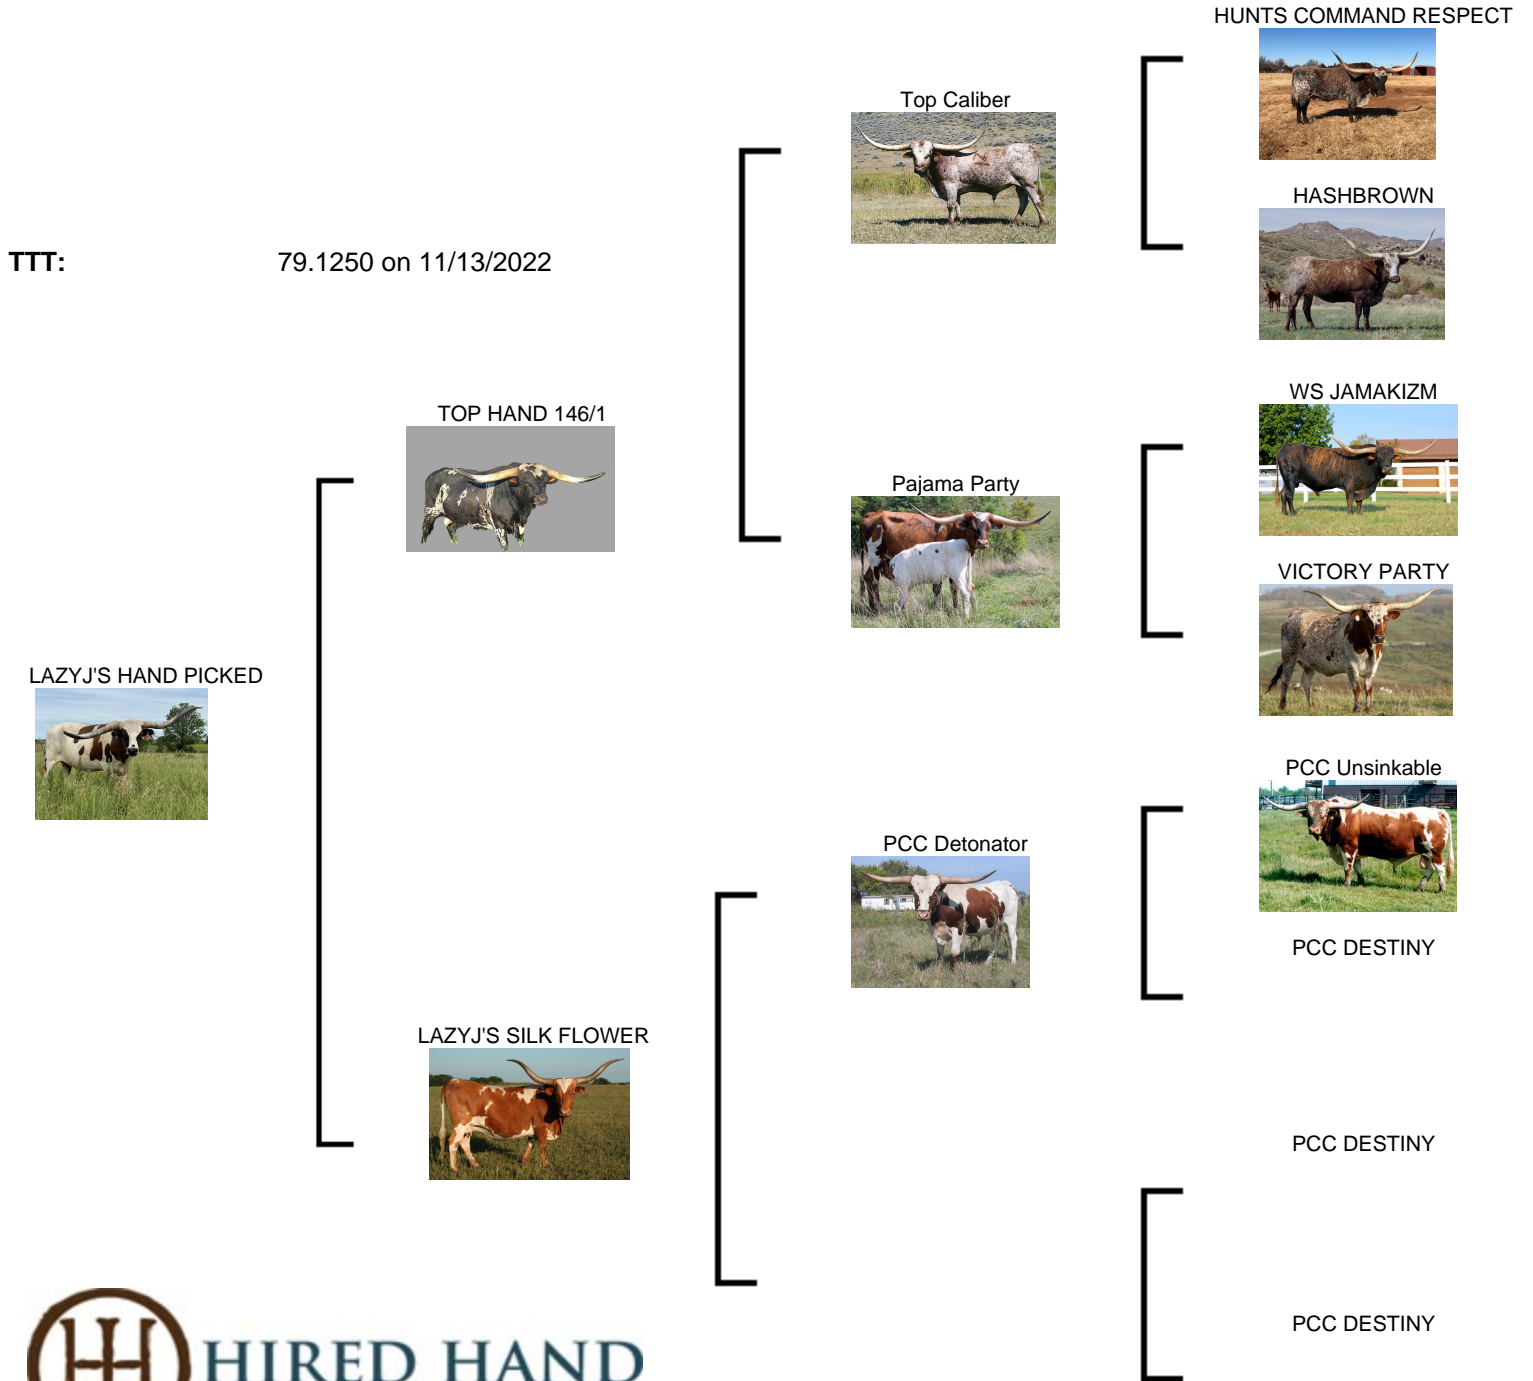 HUNTS COMMAND RESPECT
Top Caliber
HASHBROWN
TTT: 79.1250 on 11/13/2022
WS JAMAKIZM
TOP HAND 146/1
Pajama Party
VICTORY PARTY
LAZYJ'S HAND PICKED
PCC Unsinkable
PCC Detonator
PCC DESTINY
LAZYJ'S SILK FLOWER
PCC DESTINY
PCC DESTINY
HIRED HAND